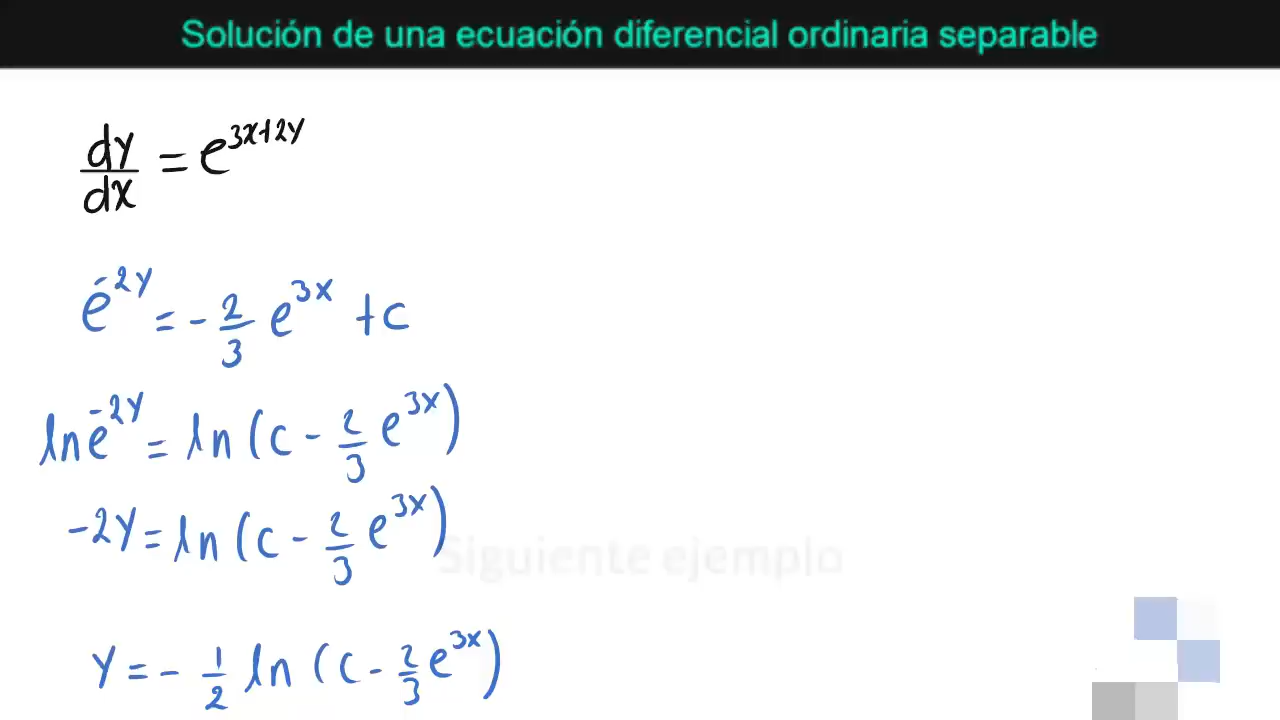 Solución de una ecuación diferencial ordinaria separable
dy/dx = e^{3x+2y}
e^{-2y} = - 2/3 e^{3x} + c
ln e^{-2y} = ln (c - 2/3 e^{3x})
-2y = ln (c - 2/3 e^{3x})
Siguiente ejemplo
y = - 1/2 ln (c - 2/3 e^{3x})